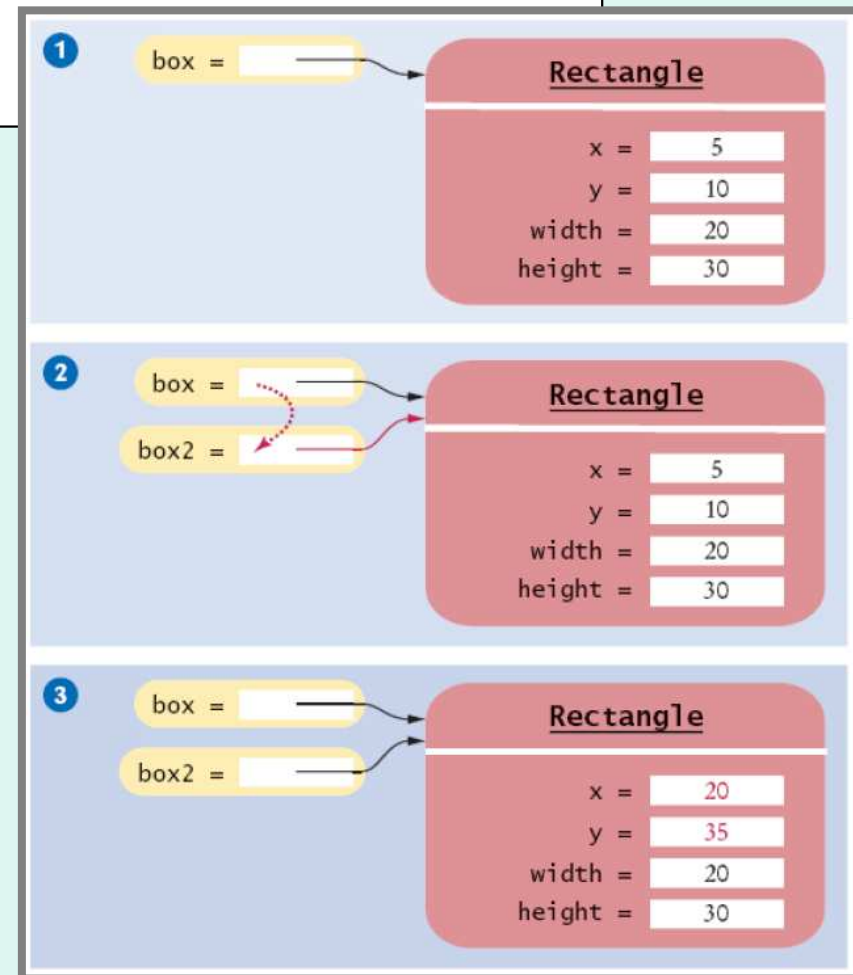 1
box =
Rectangle
x = 5
y = 10
width = 20
height = 30
2
box =
box2 =
Rectangle
x = 5
y = 10
width = 20
height = 30
3
box =
box2 =
Rectangle
x = 20
y = 35
width = 20
height = 30